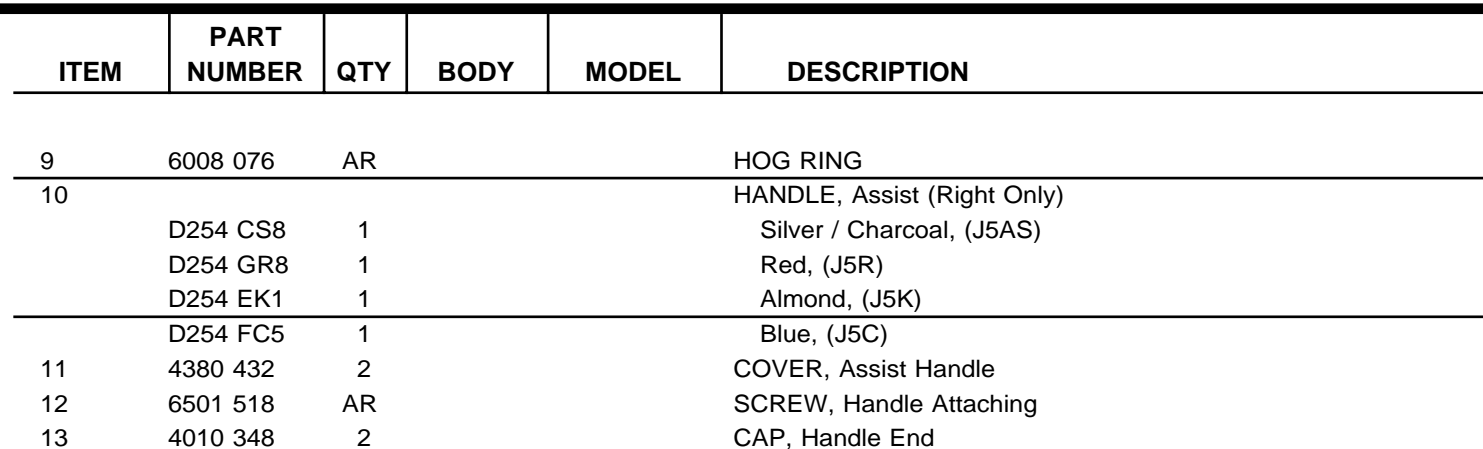 PART
ITEM NUMBER QTY BODY MODEL DESCRIPTION
9 6008 076 AR HOG RING
10 HANDLE, Assist (Right Only)
D254 CS8 1 Silver / Charcoal, (J5AS)
D254 GR8 1 Red, (J5R)
D254 EK1 1 Almond, (J5K)
D254 FC5 1 Blue, (J5C)
11 4380 432 2 COVER, Assist Handle
12 6501 518 AR SCREW, Handle Attaching
13 4010 348 2 CAP, Handle End